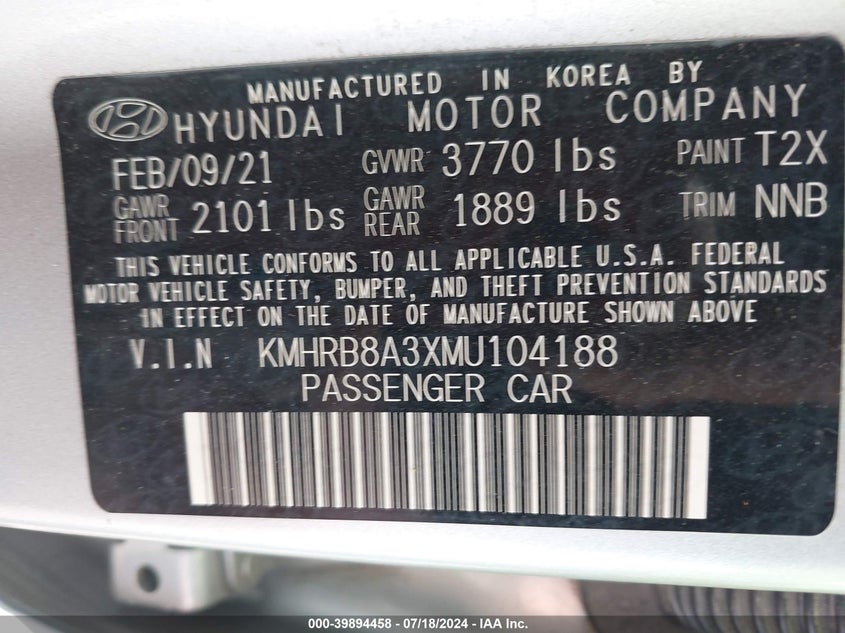 MANUFACTURED IN KOREA BY
HYUNDAI MOTOR COMPANY
FEB/09/21 GVWR 3770 lbs PAINT T2X
GAWR FRONT 2101 lbs GAWR REAR 1889 lbs TRIM NNB
THIS VEHICLE CONFORMS TO ALL APPLICABLE U.S.A. FEDERAL
MOTOR VEHICLE SAFETY, BUMPER, AND THEFT PREVENTION STANDARDS
IN EFFECT ON THE DATE OF MANUFACTURE SHOWN ABOVE
V.I.N KMHRB8A3XMU104188
PASSENGER CAR
000-39894458 - 07/18/2024 - IAA Inc.